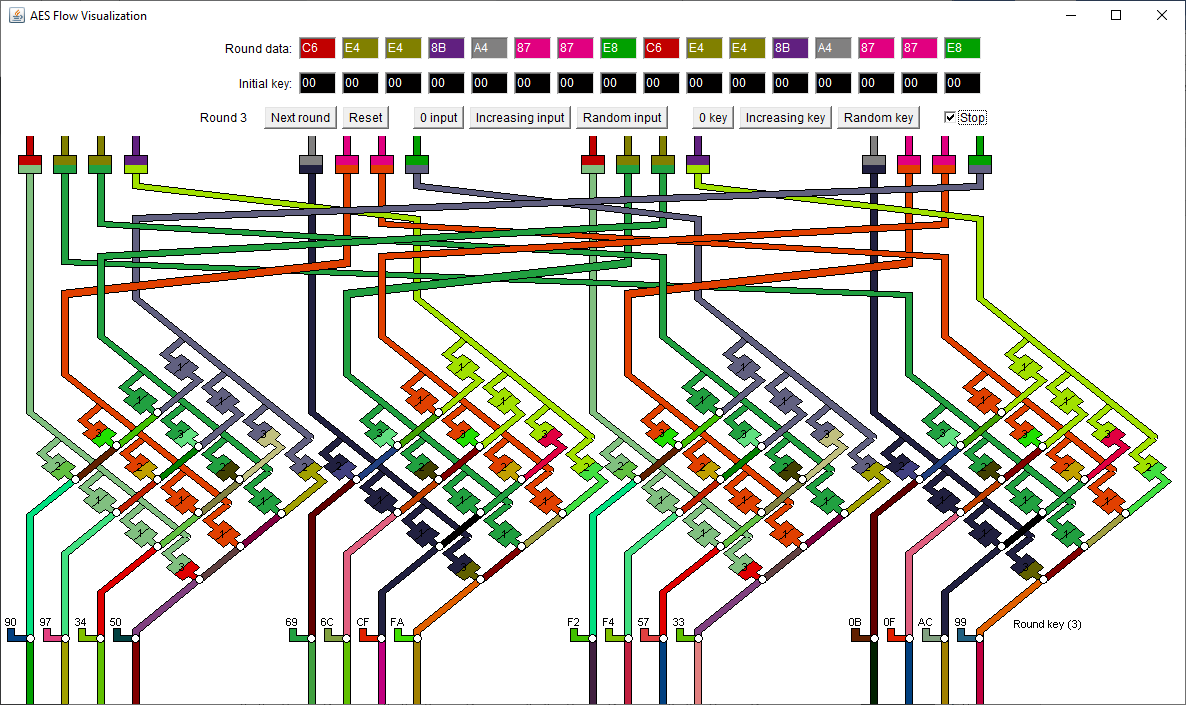 AES Flow Visualization
Round data: C6 E4 E4 8B A4 87 87 E8 C6 E4 E4 8B A4 87 87 E8
Initial key: 00 00 00 00 00 00 00 00 00 00 00 00 00 00 00 00
Round 3 Next round Reset 0 input Increasing input Random input 0 key Increasing key Random key Stop
90 97 34 50 69 6C CF FA F2 F4 57 33 0B 0F AC 99 Round key (3)